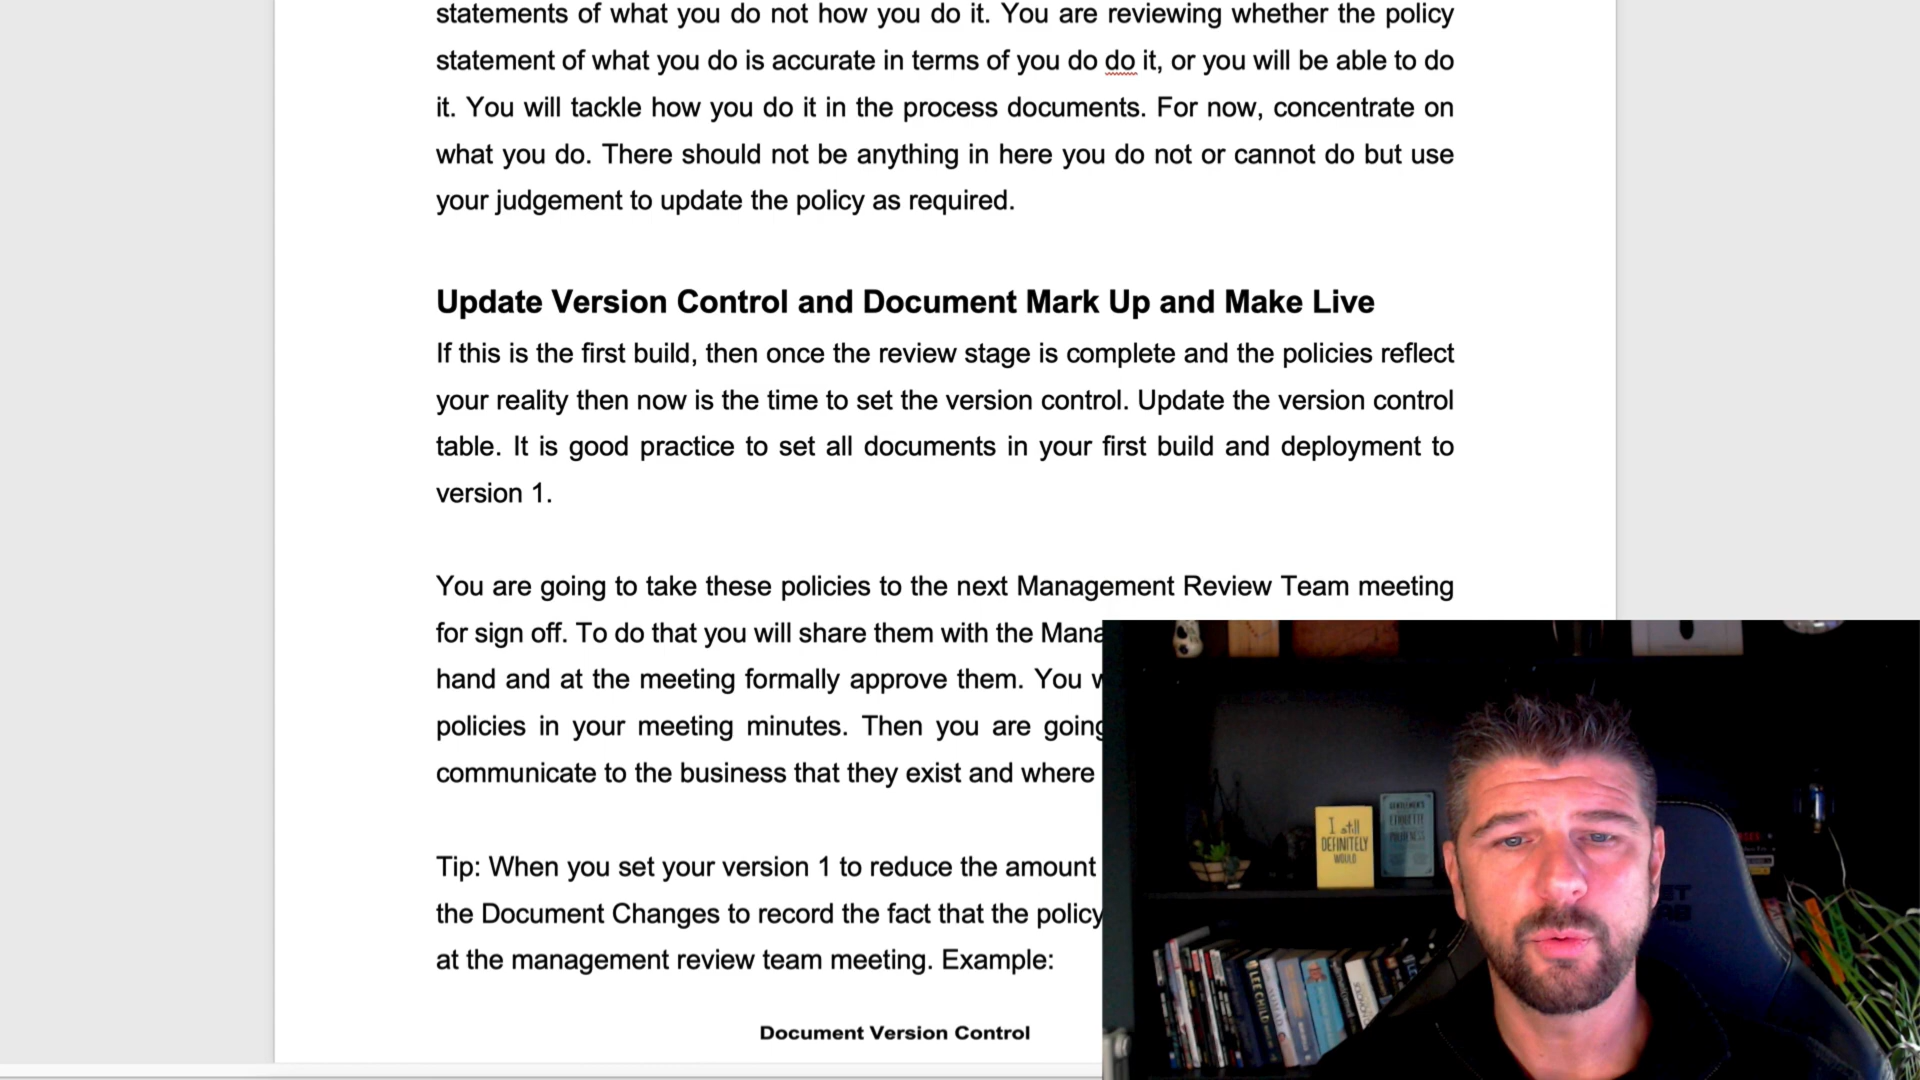 statements of what you do not how you do it. You are reviewing whether the policy
statement of what you do is accurate in terms of you do do it, or you will be able to do
it. You will tackle how you do it in the process documents. For now, concentrate on
what you do. There should not be anything in here you do not or cannot do but use
your judgement to update the policy as required.
Update Version Control and Document Mark Up and Make Live
If this is the first build, then once the review stage is complete and the policies reflect
your reality then now is the time to set the version control. Update the version control
table. It is good practice to set all documents in your first build and deployment to
version 1.
You are going to take these policies to the next Management Review Team meeting
for sign off. To do that you will share them with the Mana
hand and at the meeting formally approve them. You w
policies in your meeting minutes. Then you are going
communicate to the business that they exist and where
Tip: When you set your version 1 to reduce the amount
the Document Changes to record the fact that the policy
at the management review team meeting. Example:
Document Version Control
I still
DEFINITELY
WOULD
GENTLEMEN'S
ETIQUETTE
LEE CHILD